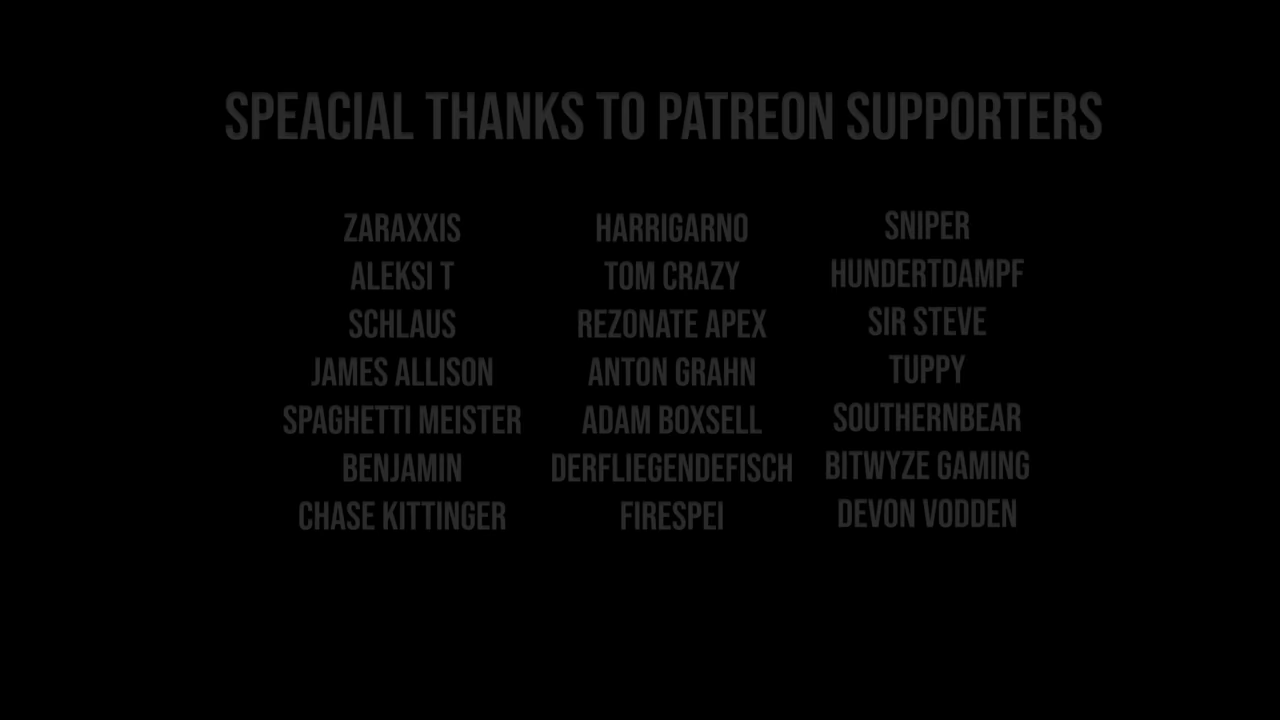 SPEACIAL THANKS TO PATREON SUPPORTERS
ZARAXXIS
ALEKSI T
SCHLAUS
JAMES ALLISON
SPAGHETTI MEISTER
BENJAMIN
CHASE KITTINGER
HARRIGARNO
TOM CRAZY
REZONATE APEX
ANTON GRAHN
ADAM BOXSELL
DERFLIEGENDEFISCH
FIRESPEI
SNIPER
HUNDERTDAMPF
SIR STEVE
TUPPY
SOUTHERNBEAR
BITWYZE GAMING
DEVON VODDEN